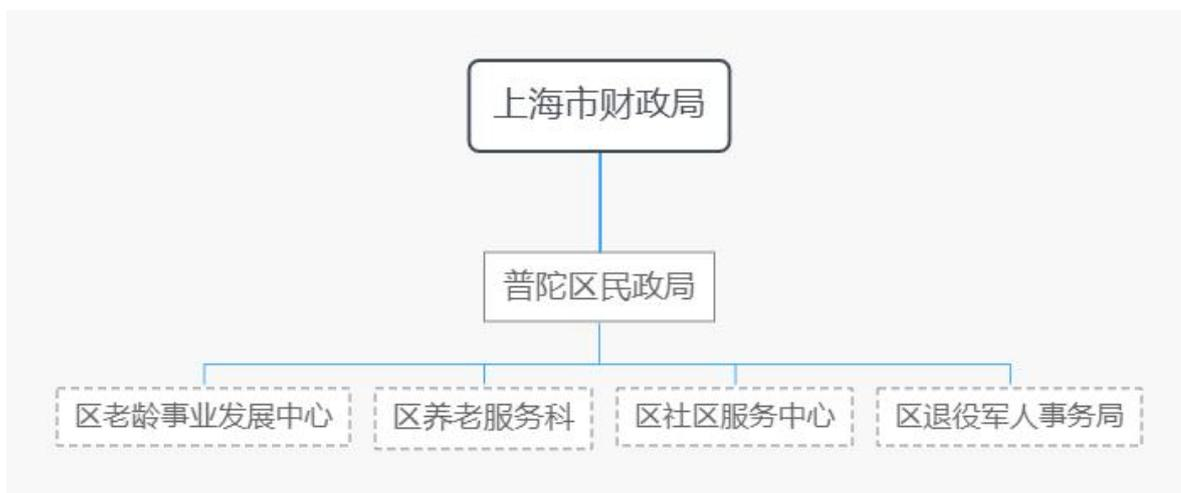 上海市财政局
普陀区民政局
区老龄事业发展中心
区养老服务科
区社区服务中心
区退役军人事务局